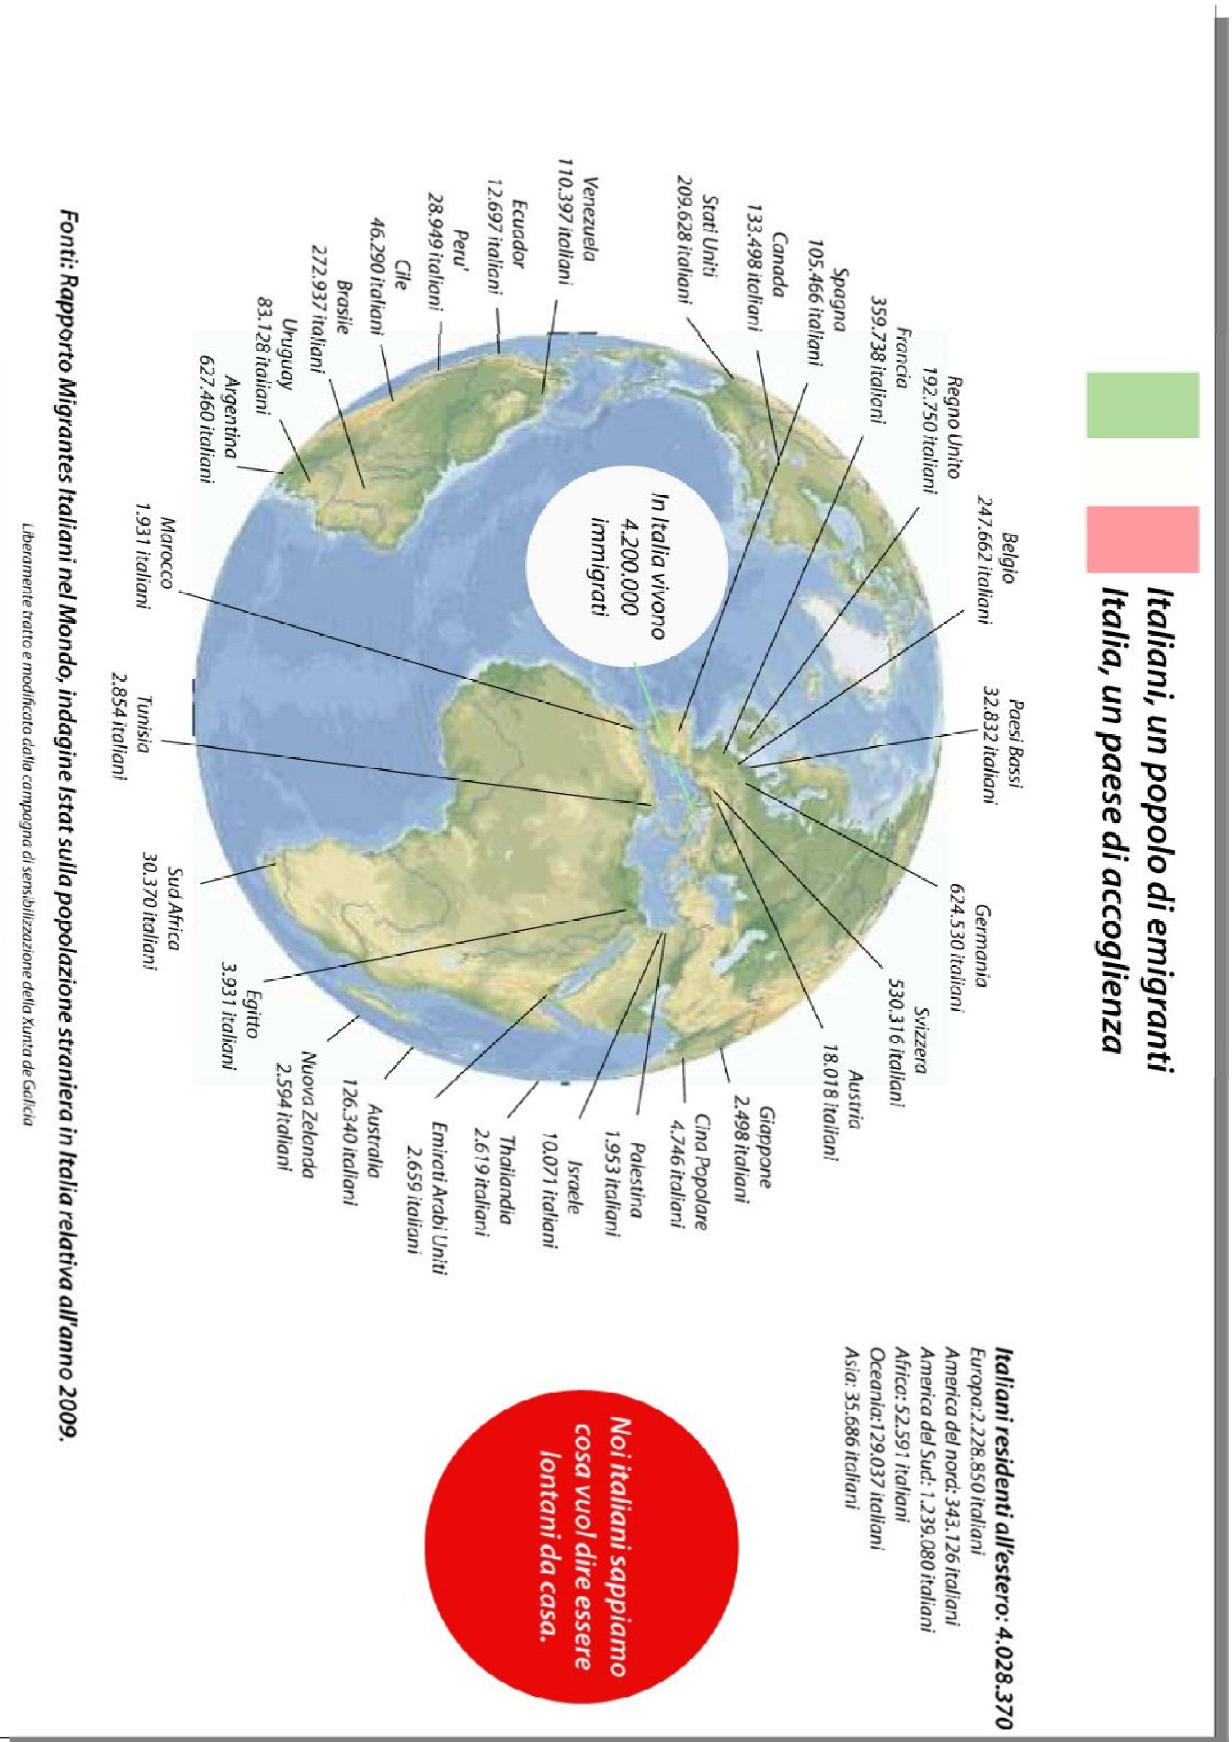 Italiani, un popolo di emigranti
Italia, un paese di accoglienza
Italiani residenti all'estero: 4.028.370
Europa:2.228.850 italiani
America del nord: 343.126 italiani
America del Sud: 1.239.080 italiani
Africa: 52.591 italiani
Oceania:129.037 italiani
Asia: 35.686 italiani
Belgio
247.662 italiani
Paesi Bassi
32.832 italiani
Germania
624.530 italiani
Regno Unito
192.750 italiani
Svizzera
530.316 italiani
Francia
359.738 italiani
Austria
18.018 italiani
Spagna
105.466 italiani
Canada
133.498 italiani
Giappone
2.498 italiani
Stati Uniti
209.628 italiani
Cina Popolare
4.746 italiani
In Italia vivono
4.200.000
immigrati
Palestina
1.953 italiani
Venezuela
110.397 italiani
Israele
10.071 italiani
Ecuador
12.697 italiani
Thailandia
2.619 italiani
Peru'
28.949 italiani
Emirati Arabi Uniti
2.659 italiani
Cile
46.290 italiani
Australia
126.340 italiani
Brasile
272.937 italiani
Nuova Zelanda
2.594 italiani
Uruguay
83.128 italiani
Egitto
3.931 italiani
Argentina
627.460 italiani
Marocco
1.931 italiani
Tunisia
2.854 italiani
Sud Africa
30.370 italiani
Noi italiani sappiamo
cosa vuol dire essere
lontani da casa.
Fonti: Rapporto Migrantes Italiani nel Mondo, indagine Istat sulla popolazione straniera in Italia relativa all'anno 2009.
Liberamente tratto e modificato dalla campagna di sensibilizzazione della Xunta de Galicia